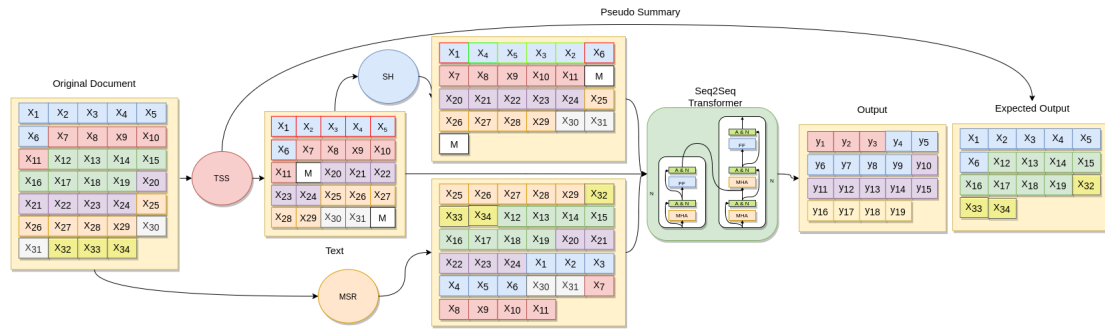 Pseudo Summary
Original Document
X1 X2 X3 X4 X5
X6 X7 X8 X9 X10
X11 X12 X13 X14 X15
X16 X17 X18 X19 X20
X21 X22 X23 X24 X25
X26 X27 X28 X29 X30
X31 X32 X33 X34
TSS
SH
MSR
Text
X1 X2 X3 X4 X5
X6 X7 X8 X9 X10
X11 M X20 X21 X22
X23 X24 X25 X26 X27
X28 X29 X30 X31 M
X1 X4 X5 X3 X2 X6
X7 X8 X9 X10 X11 M
X20 X21 X22 X23 X24 X25
X26 X27 X28 X29 X30 X31
M
X25 X26 X27 X28 X29 X32
X33 X34 X12 X13 X14 X15
X16 X17 X18 X19 X20 X21
X22 X23 X24 X1 X2 X3
X4 X5 X6 X30 X31 X7
X8 X9 X10 X11
Seq2Seq
Transformer
N
A & N
FF
A & N
MHA
A & N
FF
A & N
MHA
A & N
MHA
N
Output
y1 y2 y3 y4 y5
y6 y7 y8 y9 y10
y11 y12 y13 y14 y15
y16 y17 y18 y19
Expected Output
X1 X2 X3 X4 X5
X6 X12 X13 X14 X15
X16 X17 X18 X19 X32
X33 X34